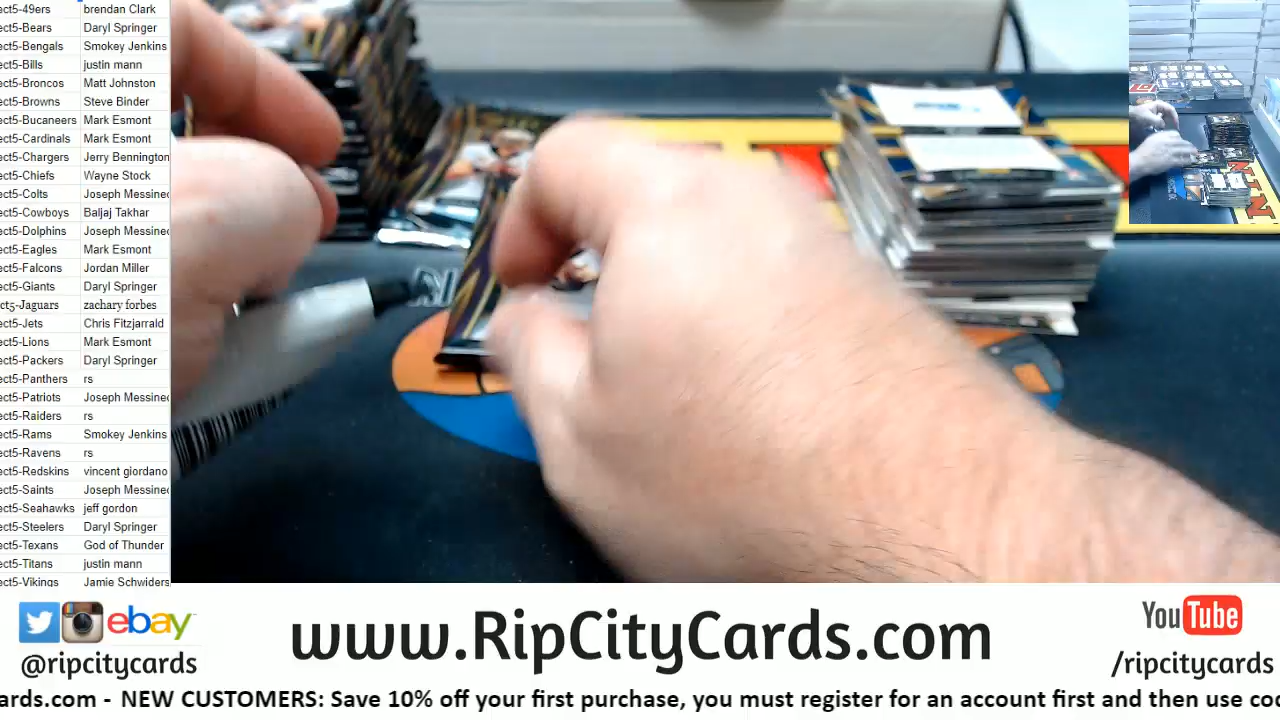 ect5-49ers brendan Clark
ect5-Bears Daryl Springer
ect5-Bengals Smokey Jenkins
ect5-Bills justin mann
ect5-Broncos Matt Johnston
ect5-Browns Steve Binder
ect5-Bucaneers Mark Esmont
ect5-Cardinals Mark Esmont
ect5-Chargers Jerry Bennington
ect5-Chiefs Wayne Stock
ect5-Colts Joseph Messined
ect5-Cowboys Baljaj Takhar
ect5-Dolphins Joseph Messined
ect5-Eagles Mark Esmont
ect5-Falcons Jordan Miller
ect5-Giants Daryl Springer
ect5-Jaguars zachary forbes
ect5-Jets Chris Fitzjarrald
ect5-Lions Mark Esmont
ect5-Packers Daryl Springer
ect5-Panthers rs
ect5-Patriots Joseph Messined
ect5-Raiders rs
ect5-Rams Smokey Jenkins
ect5-Ravens rs
ect5-Redskins vincent giordano
ect5-Saints Joseph Messined
ect5-Seahawks jeff gordon
ect5-Steelers Daryl Springer
ect5-Texans God of Thunder
ect5-Titans justin mann
ect5-Vikings Jamie Schwiders
ebay
@ripcitycards
www.RipCityCards.com
YouTube
/ripcitycards
cards.com - NEW CUSTOMERS: Save 10% off your first purchase, you must register for an account first and then use co